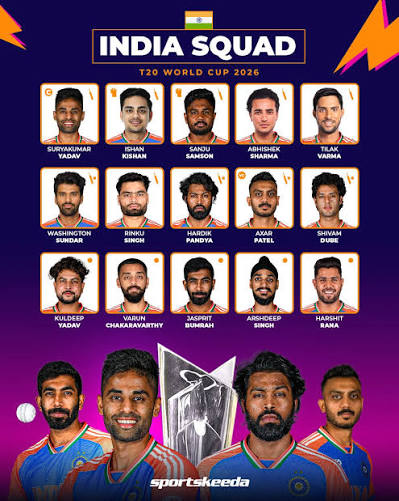 INDIA SQUAD
T20 WORLD CUP 2026
SURYAKUMAR
YADAV
ISHAN
KISHAN
SANJU
SAMSON
ABHISHEK
SHARMA
TILAK
VARMA
WASHINGTON
SUNDAR
RINKU
SINGH
HARDIK
PANDYA
AXAR
PATEL
SHIVAM
DUBE
KULDEEP
YADAV
VARUN
CHAKARAVARTHY
JASPRIT
BUMRAH
ARSHDEEP
SINGH
HARSHIT
RANA
sportskeeda